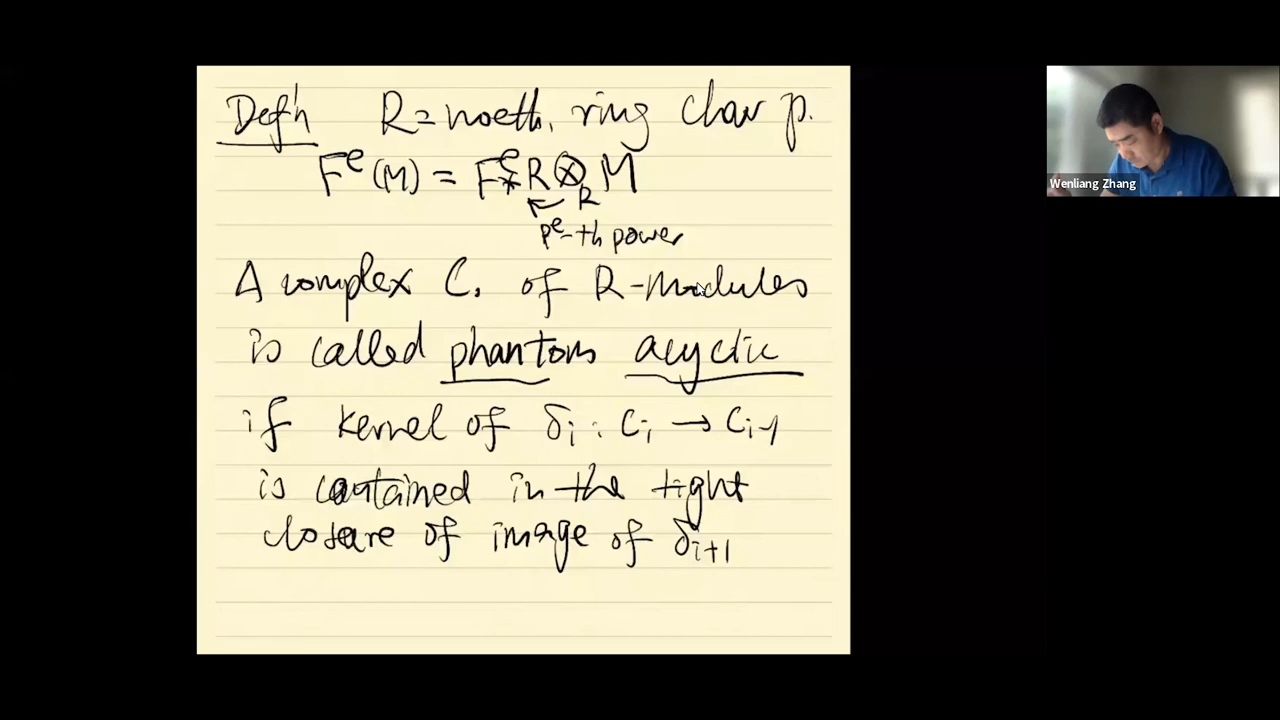 Def'n R = noeth. ring char p.
F^e(M) = F^e_* R ⊗_R M
p^e-th power
A complex C. of R-modules
is called phantom acyclic
if kernel of δ_i : C_i → C_{i-1}
is contained in the tight
closure of image of δ_{i+1}
Wenliang Zhang